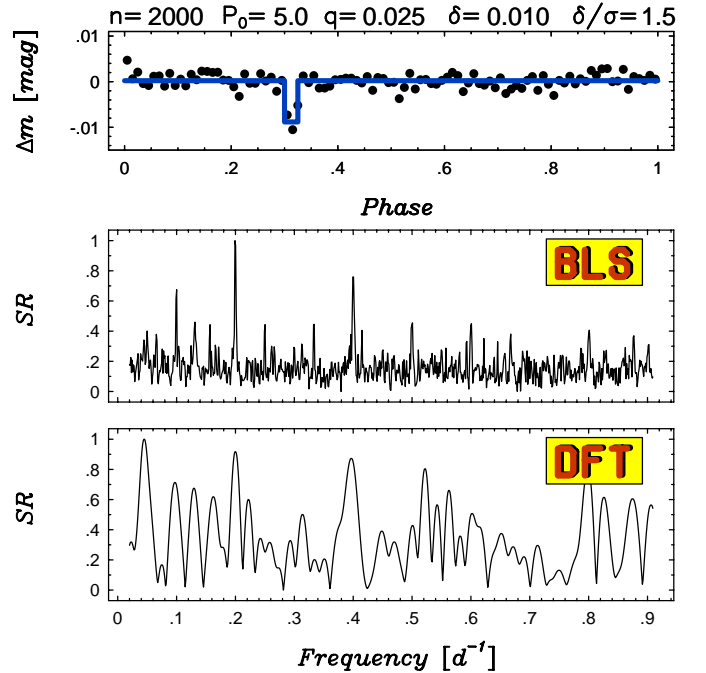 n= 2000 P₀= 5.0 q= 0.025 δ= 0.010 δ/σ= 1.5
.01
0
-.01
Δm [mag]
0 .2 .4 .6 .8 1
Phase
BLS
1
.8
.6
.4
.2
0
SR
DFT
1
.8
.6
.4
.2
0
SR
0 .1 .2 .3 .4 .5 .6 .7 .8 .9
Frequency [d⁻¹]